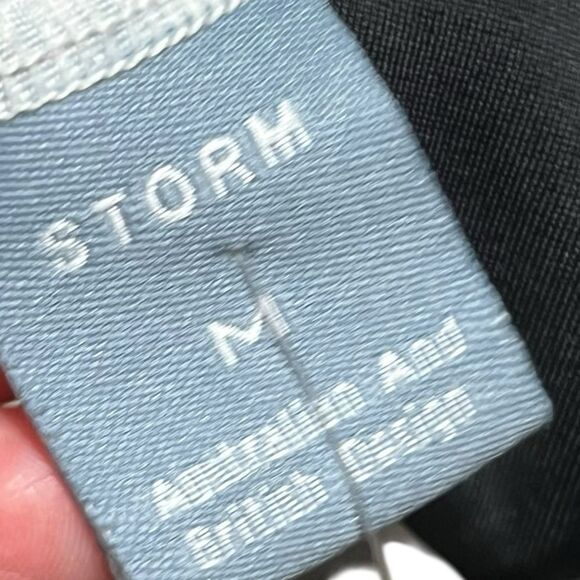 STORM
M
Australian And
British Design